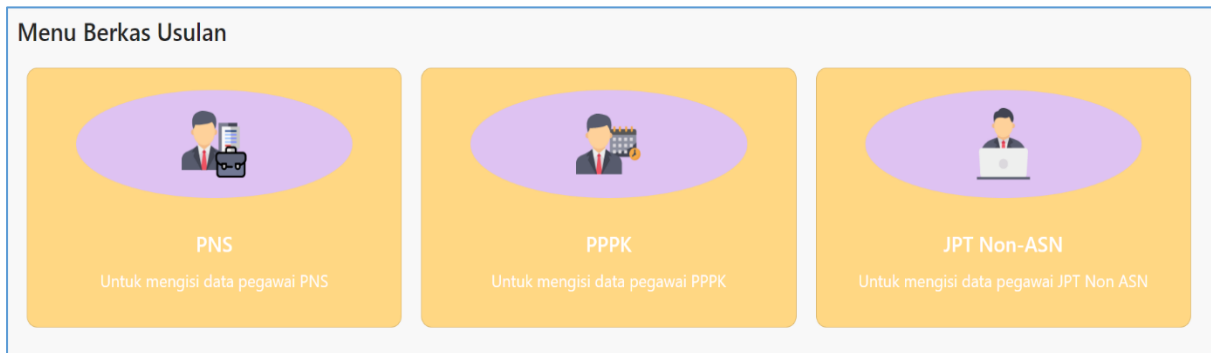 Menu Berkas Usulan
PNS
Untuk mengisi data pegawai PNS
PPPK
Untuk mengisi data pegawai PPPK
JPT Non-ASN
Untuk mengisi data pegawai JPT Non ASN